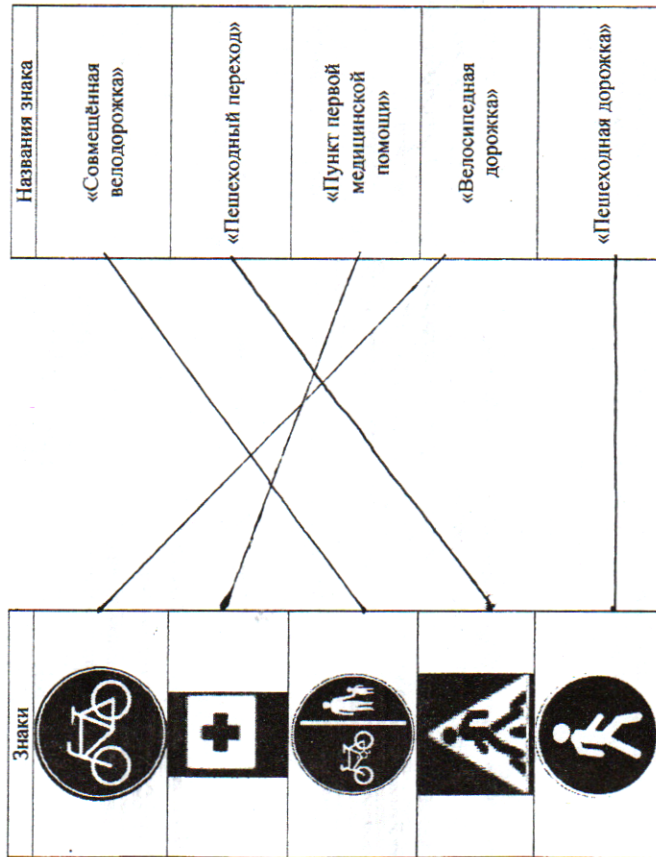 Знаки
Названия знака
«Совмещённая
велодорожка»
«Пешеходный переход»
«Пункт первой
медицинской
помощи»
«Велосипедная
дорожка»
«Пешеходная дорожка»